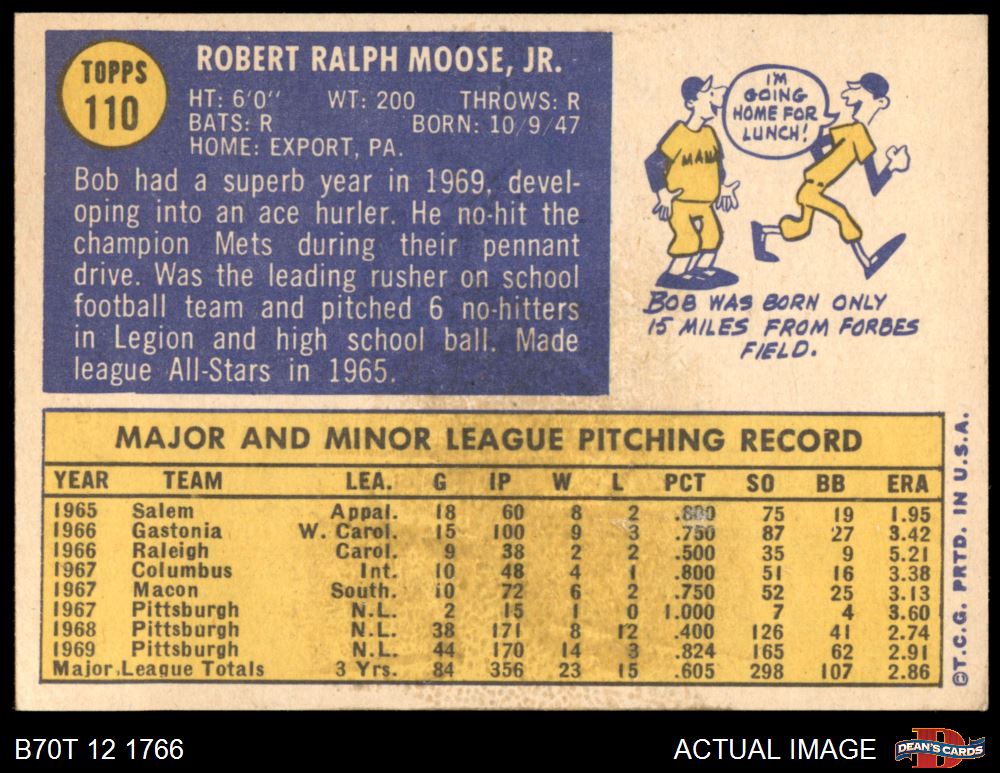 TOPPS
110
ROBERT RALPH MOOSE, JR.
HT: 6'0" WT: 200 THROWS: R
BATS: R BORN: 10/9/47
HOME: EXPORT, PA.
Bob had a superb year in 1969, devel-
oping into an ace hurler. He no-hit the
champion Mets during their pennant
drive. Was the leading rusher on school
football team and pitched 6 no-hitters
in Legion and high school ball. Made
league All-Stars in 1965.
I'M
GOING
HOME FOR
LUNCH!
MAN
BOB WAS BORN ONLY
15 MILES FROM FORBES
FIELD.
MAJOR AND MINOR LEAGUE PITCHING RECORD
YEAR TEAM LEA. G IP W L PCT SO BB ERA
1965 Salem Appal. 18 60 8 2 .800 75 19 1.95
1966 Gastonia W. Carol. 15 100 9 3 .750 87 27 3.42
1966 Raleigh Carol. 9 38 2 2 .500 35 9 5.21
1967 Columbus Int. 10 48 4 1 .800 51 16 3.38
1967 Macon South. 10 72 6 2 .750 52 25 3.13
1967 Pittsburgh N.L. 2 15 1 0 1.000 7 4 3.60
1968 Pittsburgh N.L. 38 171 8 12 .400 126 41 2.74
1969 Pittsburgh N.L. 44 170 14 3 .824 165 62 2.91
Major League Totals 3 Yrs. 84 356 23 15 .605 298 107 2.86
©T.C.G. PRTD. IN U.S.A.
B70T 12 1766
ACTUAL IMAGE
D
DEAN'S CARDS